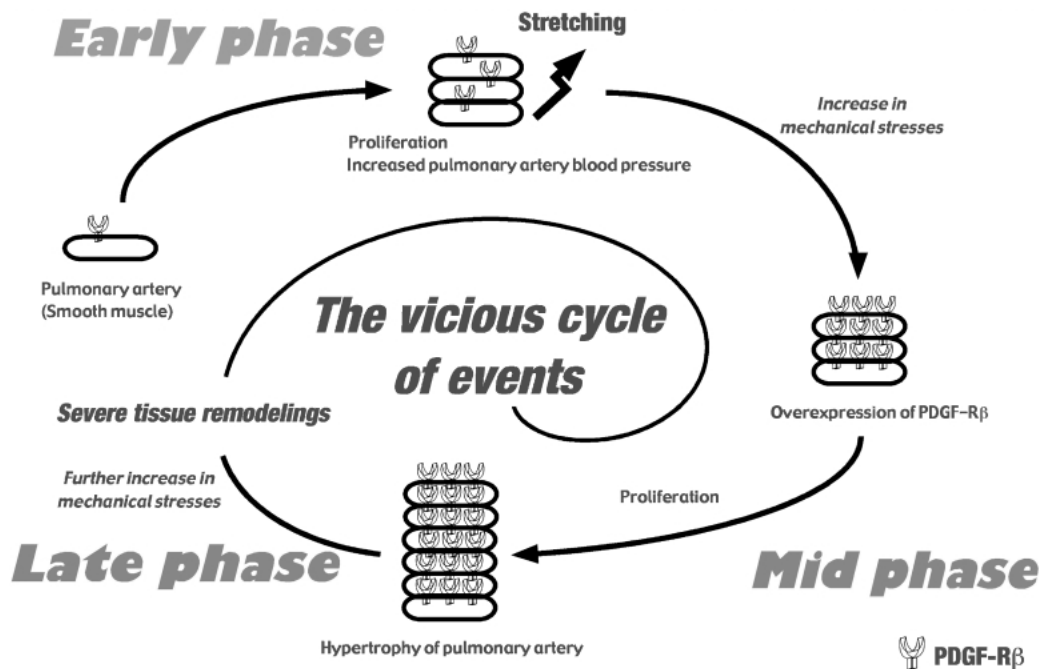 Early phase
Stretching
Proliferation
Increased pulmonary artery blood pressure
Increase in
mechanical stresses
Pulmonary artery
(Smooth muscle)
The vicious cycle
of events
Overexpression of PDGF-Rβ
Severe tissue remodelings
Further increase in
mechanical stresses
Proliferation
Late phase
Mid phase
Hypertrophy of pulmonary artery
PDGF-Rβ